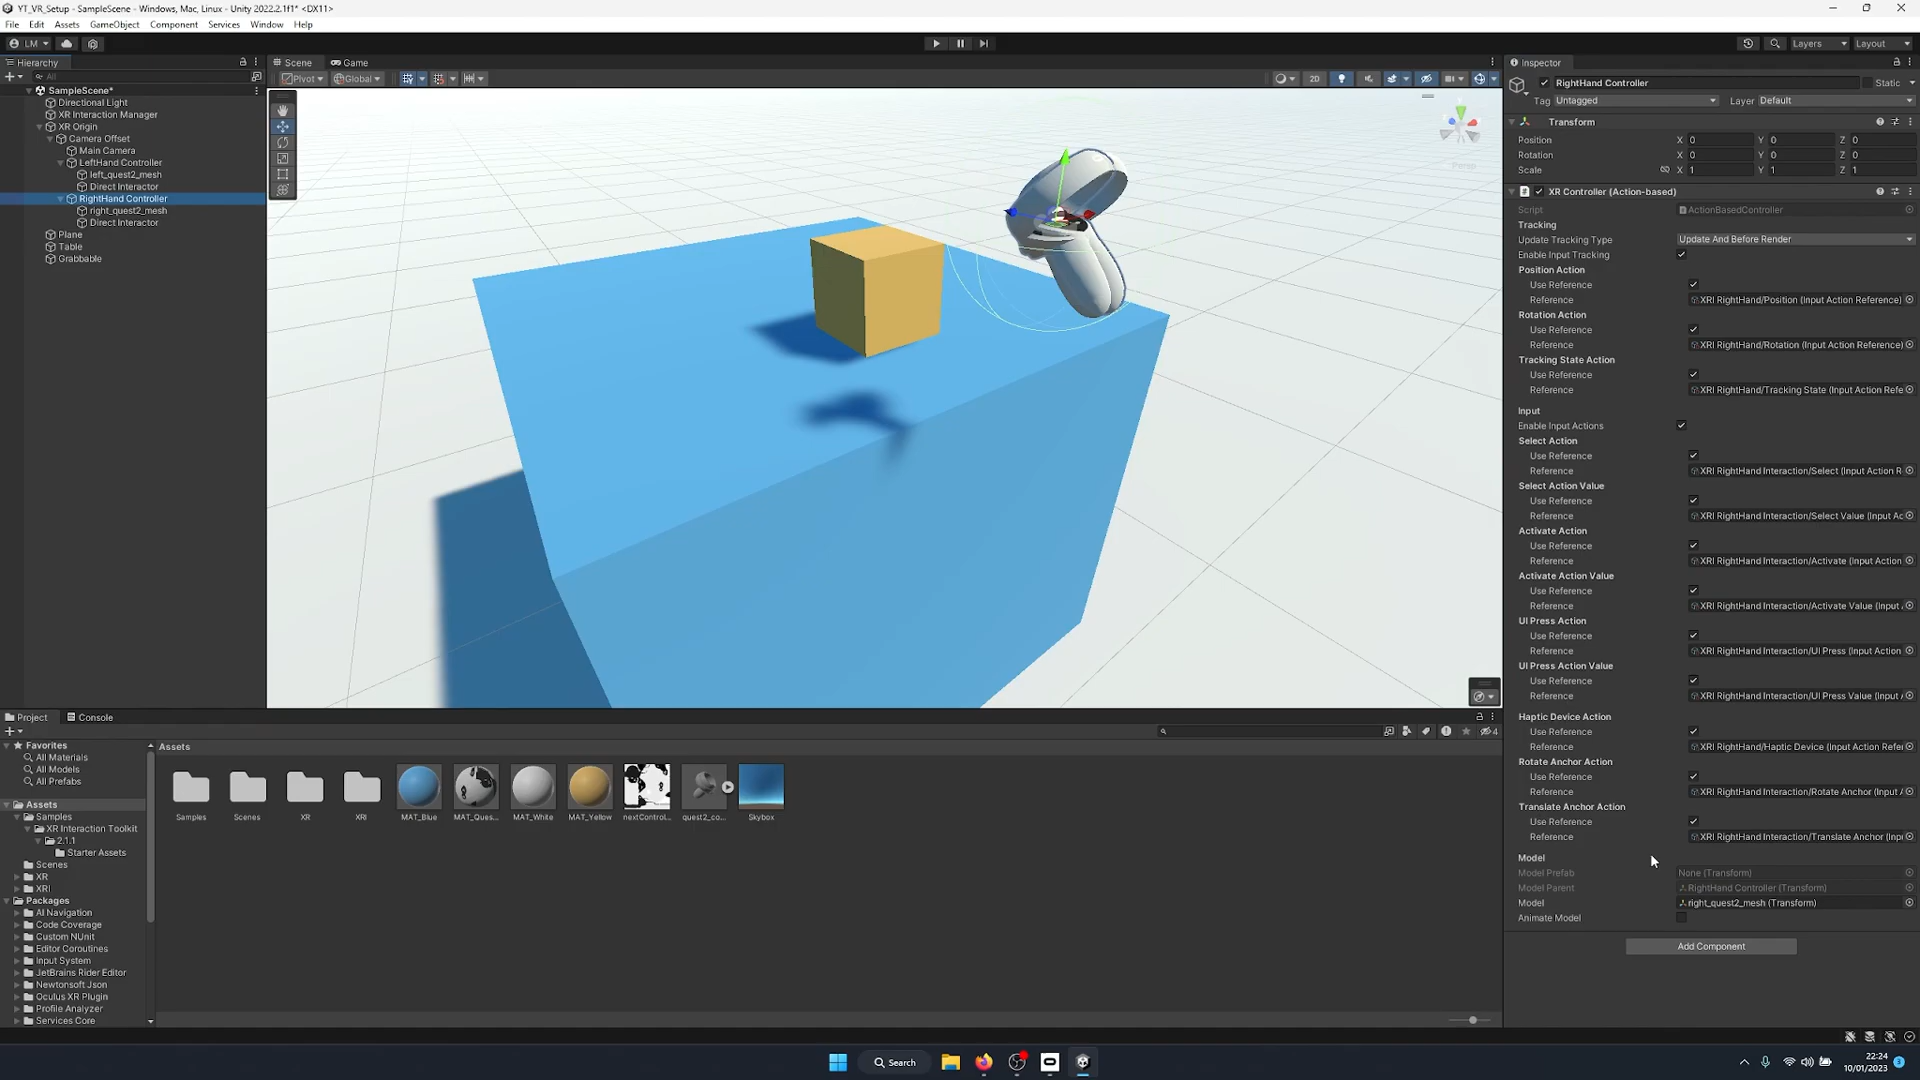 YT_VR_Setup - SampleScene - Windows, Mac, Linux - Unity 2022.2.1f1* <DX11>
File Edit Assets GameObject Component Services Window Help
LM
Layers Layout
Hierarchy
All
SampleScene*
Directional Light
XR Interaction Manager
XR Origin
Camera Offset
Main Camera
LeftHand Controller
left_quest2_mesh
Direct Interactor
RightHand Controller
right_quest2_mesh
Direct Interactor
Plane
Table
Grabbable
Scene Game
Pivot Global
2D
Persp
Inspector
RightHand Controller Static
Tag Untagged Layer Default
Transform
Position X 0 Y 0 Z 0
Rotation X 0 Y 0 Z 0
Scale X 1 Y 1 Z 1
XR Controller (Action-based)
Script ActionBasedController
Tracking
Update Tracking Type Update And Before Render
Enable Input Tracking
Position Action
Use Reference
Reference XRI RightHand/Position (Input Action Reference)
Rotation Action
Use Reference
Reference XRI RightHand/Rotation (Input Action Reference)
Tracking State Action
Use Reference
Reference XRI RightHand/Tracking State (Input Action Refe
Input
Enable Input Actions
Select Action
Use Reference
Reference XRI RightHand Interaction/Select (Input Action R
Select Action Value
Use Reference
Reference XRI RightHand Interaction/Select Value (Input Ac
Activate Action
Use Reference
Reference XRI RightHand Interaction/Activate (Input Action
Activate Action Value
Use Reference
Reference XRI RightHand Interaction/Activate Value (Input
UI Press Action
Use Reference
Reference XRI RightHand Interaction/UI Press (Input Action
UI Press Action Value
Use Reference
Reference XRI RightHand Interaction/UI Press Value (Input
Haptic Device Action
Use Reference
Reference XRI RightHand/Haptic Device (Input Action Refer
Rotate Anchor Action
Use Reference
Reference XRI RightHand Interaction/Rotate Anchor (Input
Translate Anchor Action
Use Reference
Reference XRI RightHand Interaction/Translate Anchor (Inp
Model
Model Prefab None (Transform)
Model Parent RightHand Controller (Transform)
Model right_quest2_mesh (Transform)
Animate Model
Add Component
Project Console
4
Favorites
All Materials
All Models
All Prefabs
Assets
Samples
XR Interaction Toolkit
2.1.1
Starter Assets
Scenes
XR
XRI
Packages
AI Navigation
Code Coverage
Custom NUnit
Editor Coroutines
Input System
JetBrains Rider Editor
Newtonsoft Json
Oculus XR Plugin
Profile Analyzer
Services Core
Assets
Samples Scenes XR XRI MAT_Blue MAT_Ques... MAT_White MAT_Yellow nextControl... quest2_co... Skybox
Search
22:24
10/01/2023
3